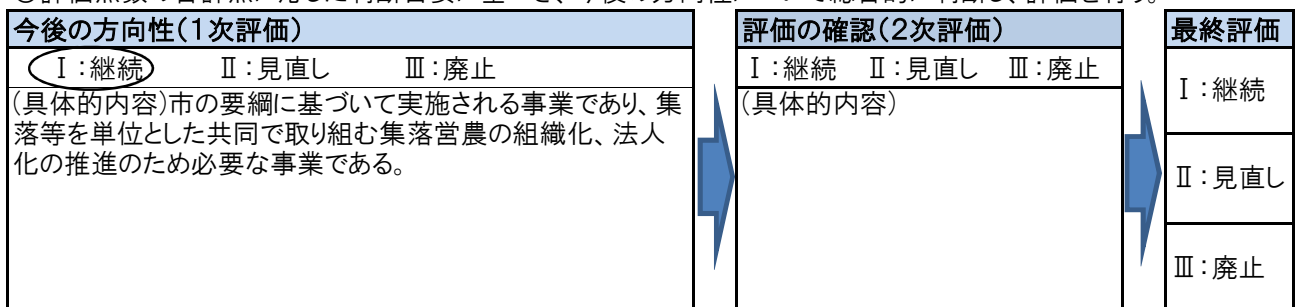 今後の方向性(1次評価)
Ⅰ:継続 Ⅱ:見直し Ⅲ:廃止
(具体的内容)市の要綱に基づいて実施される事業であり、集
落等を単位とした共同で取り組む集落営農の組織化、法人
化の推進のため必要な事業である。
評価の確認(2次評価)
Ⅰ:継続 Ⅱ:見直し Ⅲ:廃止
(具体的内容)
最終評価
Ⅰ:継続
Ⅱ:見直し
Ⅲ:廃止